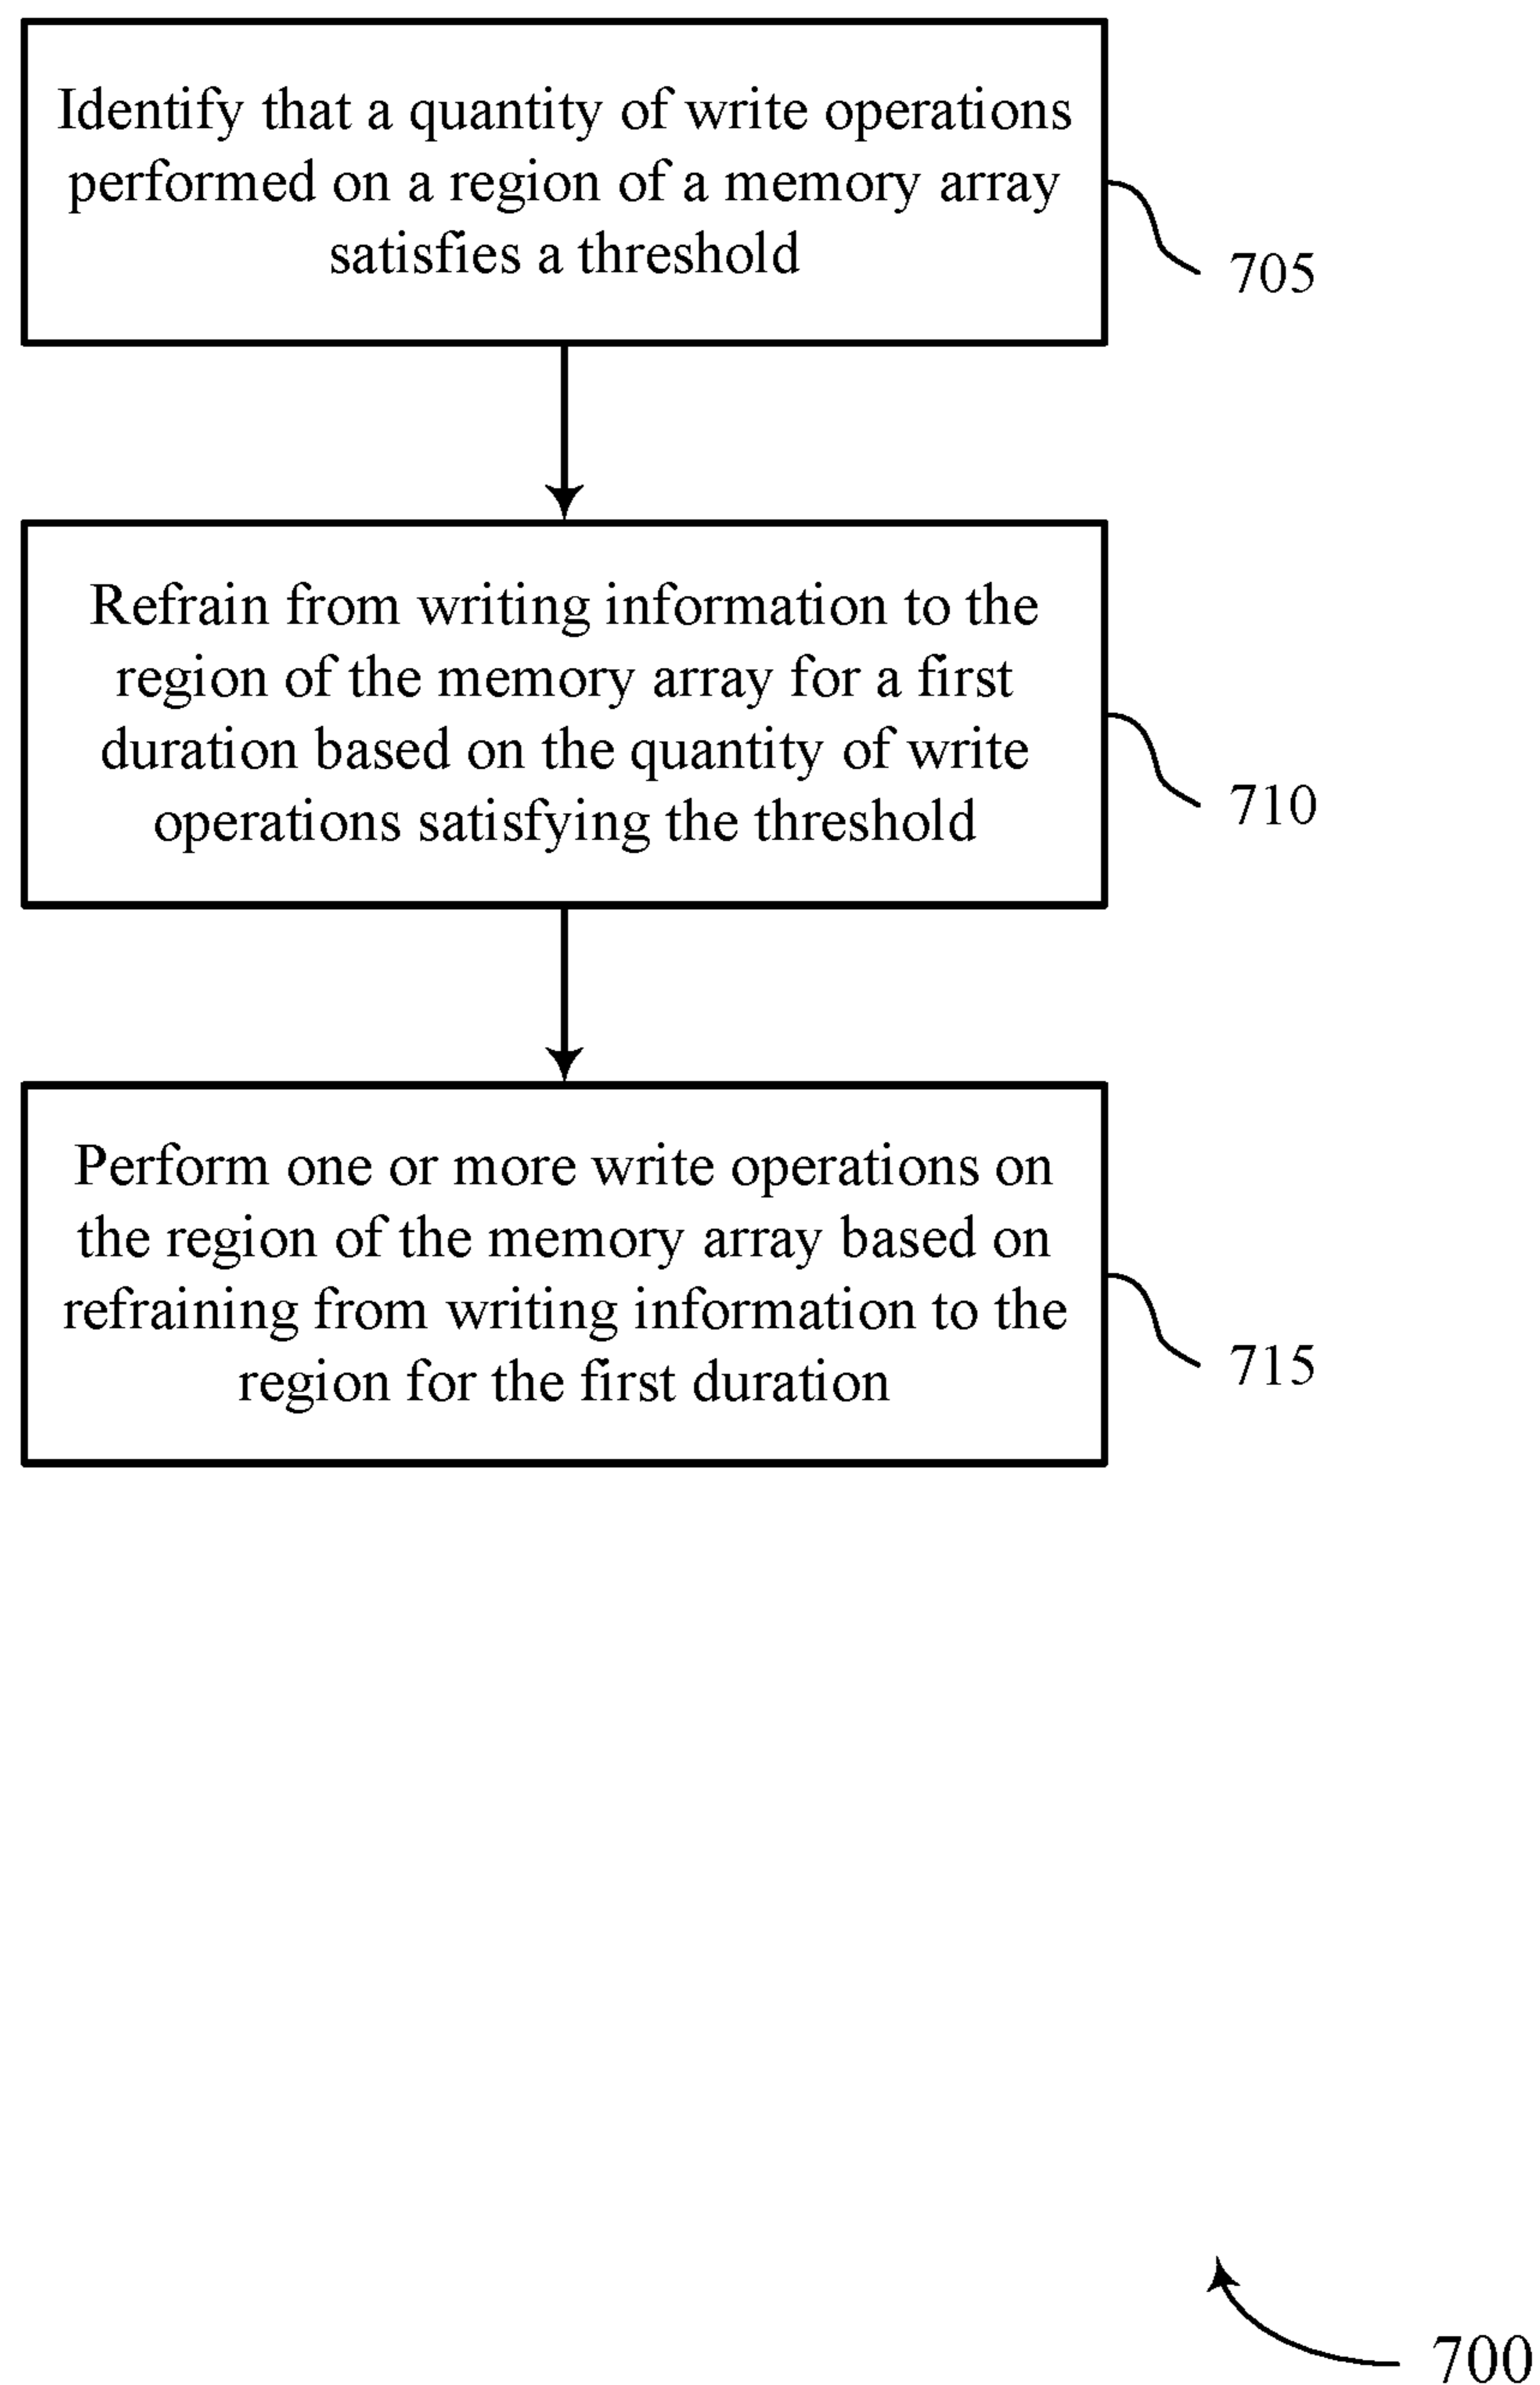 Identify that a quantity of write operations
performed on a region of a memory array
satisfies a threshold
705
Refrain from writing information to the
region of the memory array for a first
duration based on the quantity of write
operations satisfying the threshold
710
Perform one or more write operations on
the region of the memory array based on
refraining from writing information to the
region for the first duration
715
700